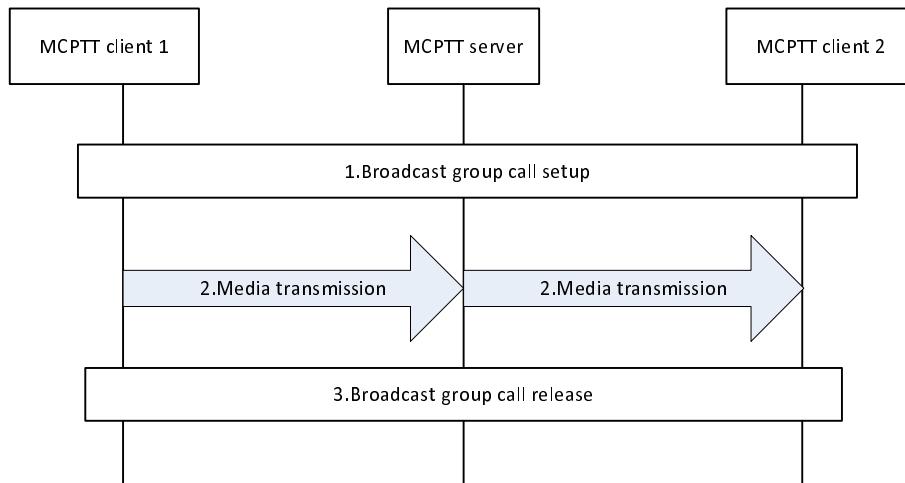 MCPTT client 1
MCPTT server
MCPTT client 2
1.Broadcast group call setup
2.Media transmission
2.Media transmission
3.Broadcast group call release